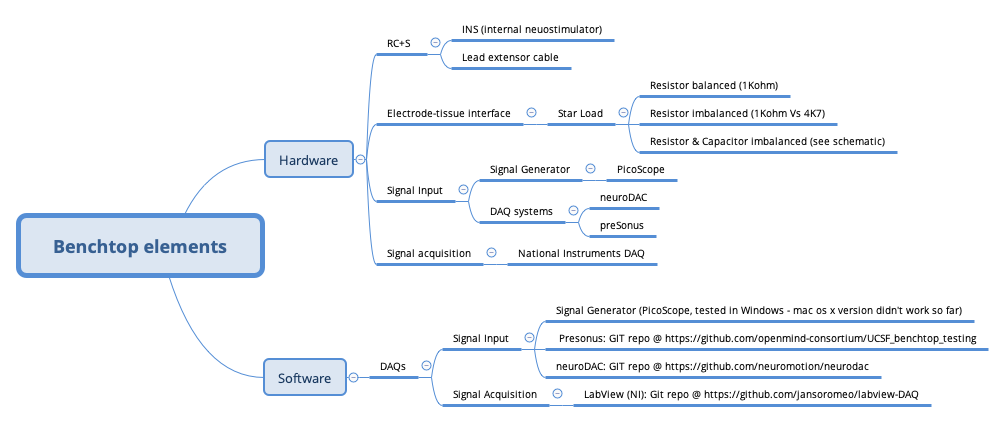 Benchtop elements
Hardware
RC+S
INS (internal neuostimulator)
Lead extensor cable
Electrode-tissue interface
Star Load
Resistor balanced (1Kohm)
Resistor imbalanced (1Kohm Vs 4K7)
Resistor & Capacitor imbalanced (see schematic)
Signal Input
Signal Generator
PicoScope
DAQ systems
neuroDAC
preSonus
Signal acquisition
National Instruments DAQ
Software
DAQs
Signal Input
Signal Generator (PicoScope, tested in Windows - mac os x version didn't work so far)
Presonus: GIT repo @ https://github.com/openmind-consortium/UCSF_benchtop_testing
neuroDAC: GIT repo @ https://github.com/neuromotion/neurodac
Signal Acquisition
LabView (NI): Git repo @ https://github.com/jansoromeo/labview-DAQ